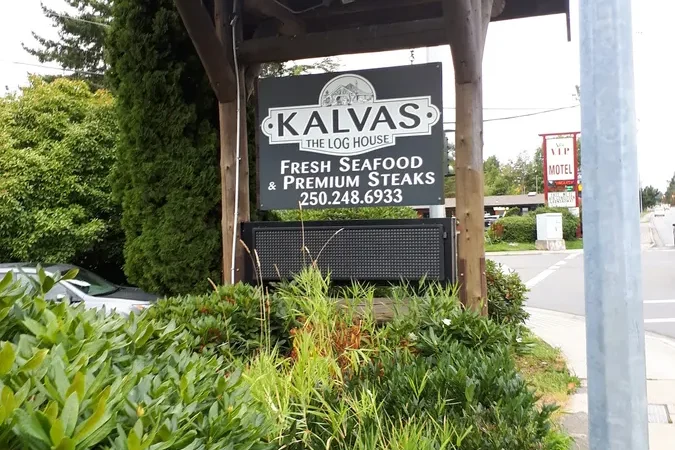 KALVAS
THE LOG HOUSE
FRESH SEAFOOD
& PREMIUM STEAKS
250.248.6933
VIP
MOTEL